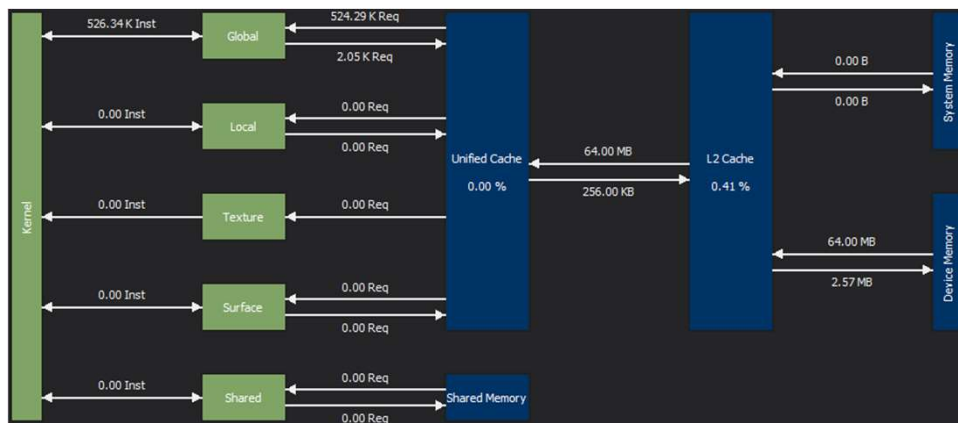 524.29 K Req
526.34 K Inst
Global
2.05 K Req
0.00 B
0.00 B
System Memory
0.00 Req
0.00 Inst
Local
0.00 Req
Unified Cache
0.00 %
64.00 MB
256.00 KB
L2 Cache
0.41 %
Kernel
0.00 Inst
Texture
0.00 Req
64.00 MB
2.57 MB
Device Memory
0.00 Req
0.00 Inst
Surface
0.00 Req
0.00 Req
0.00 Inst
Shared
Shared Memory
0.00 Req